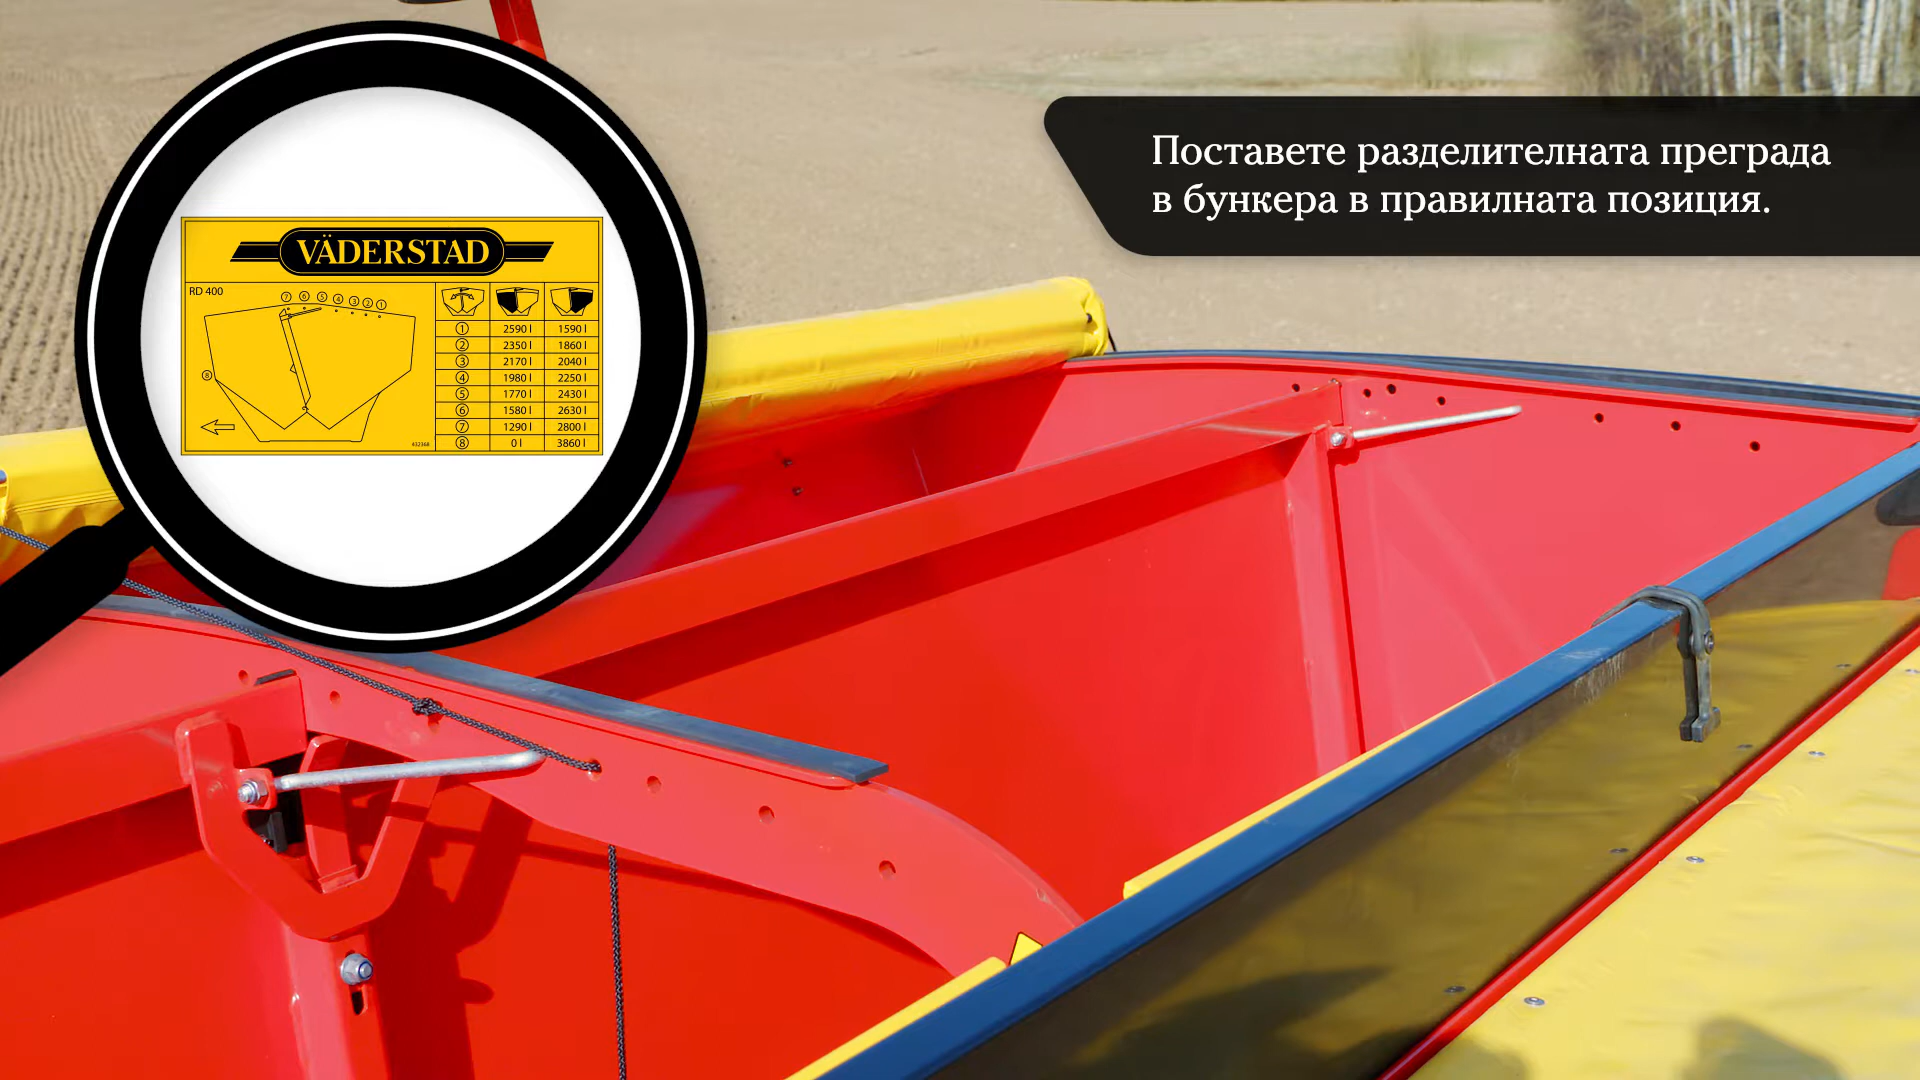 VÄDERSTAD
RD 400
7 6 5 4 3 2 1
8
1 2590 l 1590 l
2 2350 l 1860 l
3 2170 l 2040 l
4 1980 l 2250 l
5 1770 l 2430 l
6 1580 l 2630 l
7 1290 l 2800 l
8 0 l 3860 l
432368
Поставете разделителната преграда
в бункера в правилната позиция.